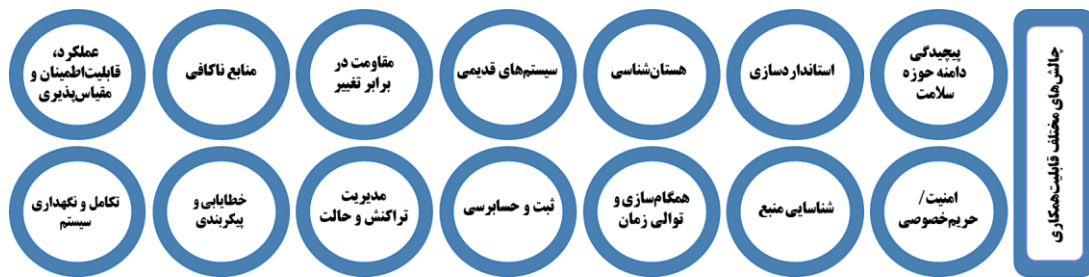 چالش‌های مختلف قابلیت‌همکاری
پیچیدگی
دامنه حوزه
سلامت
استانداردسازی
هستان‌شناسی
سیستم‌های قدیمی
مقاومت در
برابر تغییر
منابع ناکافی
عملکرد،
قابلیت‌اطمینان و
مقیاس‌پذیری
امنیت/
حریم‌خصوصی
شناسایی منبع
همگام‌سازی و
توالی زمان
ثبت و حسابرسی
مدیریت
تراکنش و حالت
خطایابی و
پیکربندی
تکامل و نگهداری
سیستم